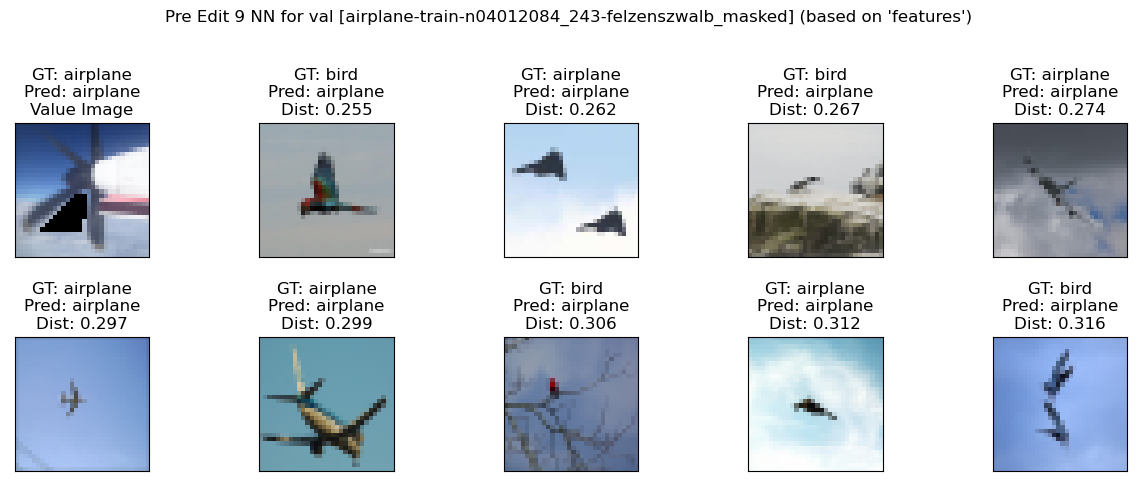 Pre Edit 9 NN for val [airplane-train-n04012084_243-felzenszwalb_masked] (based on 'features')
GT: airplane
Pred: airplane
Value Image
GT: bird
Pred: airplane
Dist: 0.255
GT: airplane
Pred: airplane
Dist: 0.262
GT: bird
Pred: airplane
Dist: 0.267
GT: airplane
Pred: airplane
Dist: 0.274
GT: airplane
Pred: airplane
Dist: 0.297
GT: airplane
Pred: airplane
Dist: 0.299
GT: bird
Pred: airplane
Dist: 0.306
GT: airplane
Pred: airplane
Dist: 0.312
GT: bird
Pred: airplane
Dist: 0.316